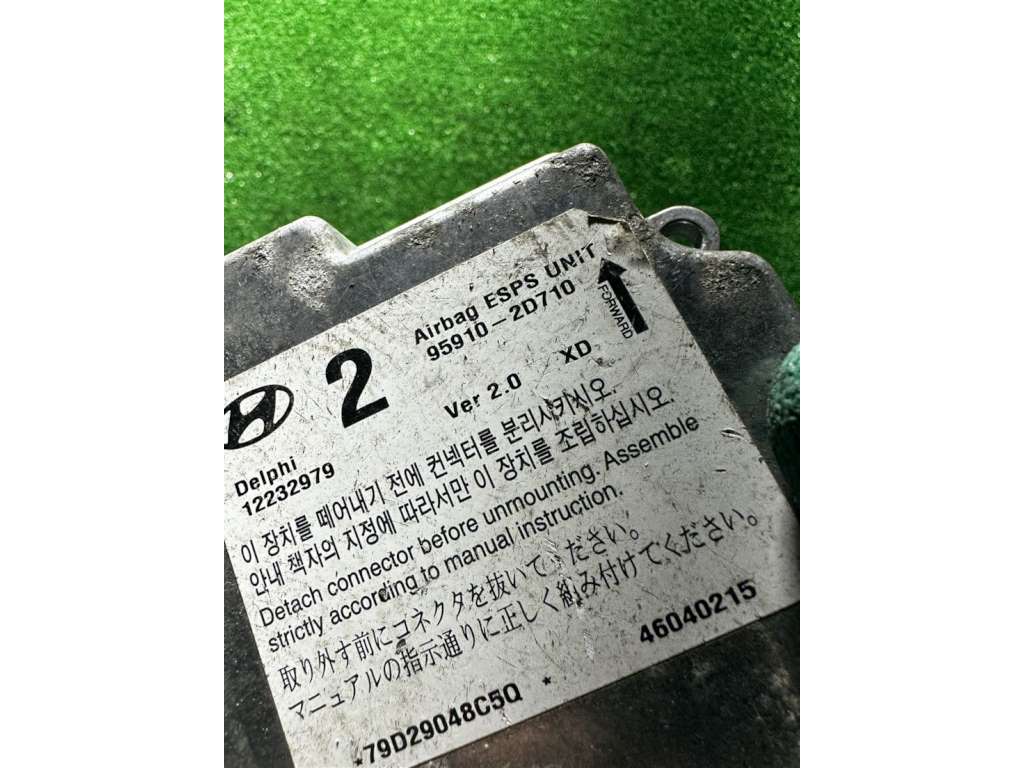 Airbag ESPS UNIT
95910-2D710
FORWARD
2
Ver 2.0 XD
Delphi
12232979
이 장치를 떼어내기 전에 컨넥터를 분리시키시오.
안내 책자의 지정에 따라서만 이 장치를 조립하십시오.
Detach connector before unmounting. Assemble
strictly according to manual instruction.
取り外す前にコネクタを抜いてください。
マニュアルの指示通りに正しく組み付けてください。
46040215
*79D29048C5Q *